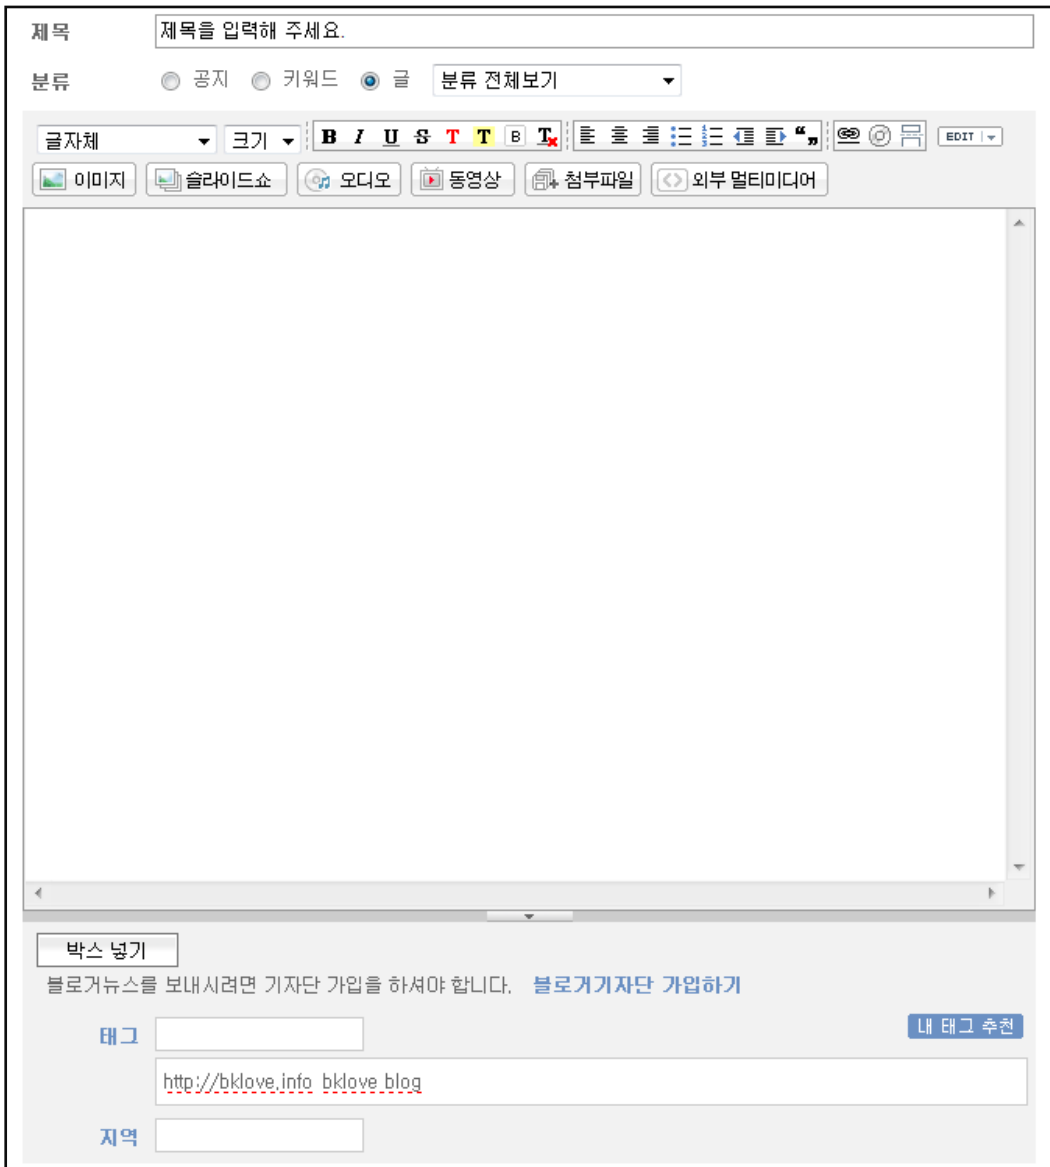 제목 제목을 입력해 주세요.
분류 공지 키워드 글 분류 전체보기
글자체 크기 B I U S T T B T EDIT
이미지 슬라이드쇼 오디오 동영상 첨부파일 외부 멀티미디어
박스 넣기
블로거뉴스를 보내시려면 기자단 가입을 하셔야 합니다. 블로거기자단 가입하기
태그 내 태그 추천
http://bklove.info bklove blog
지역